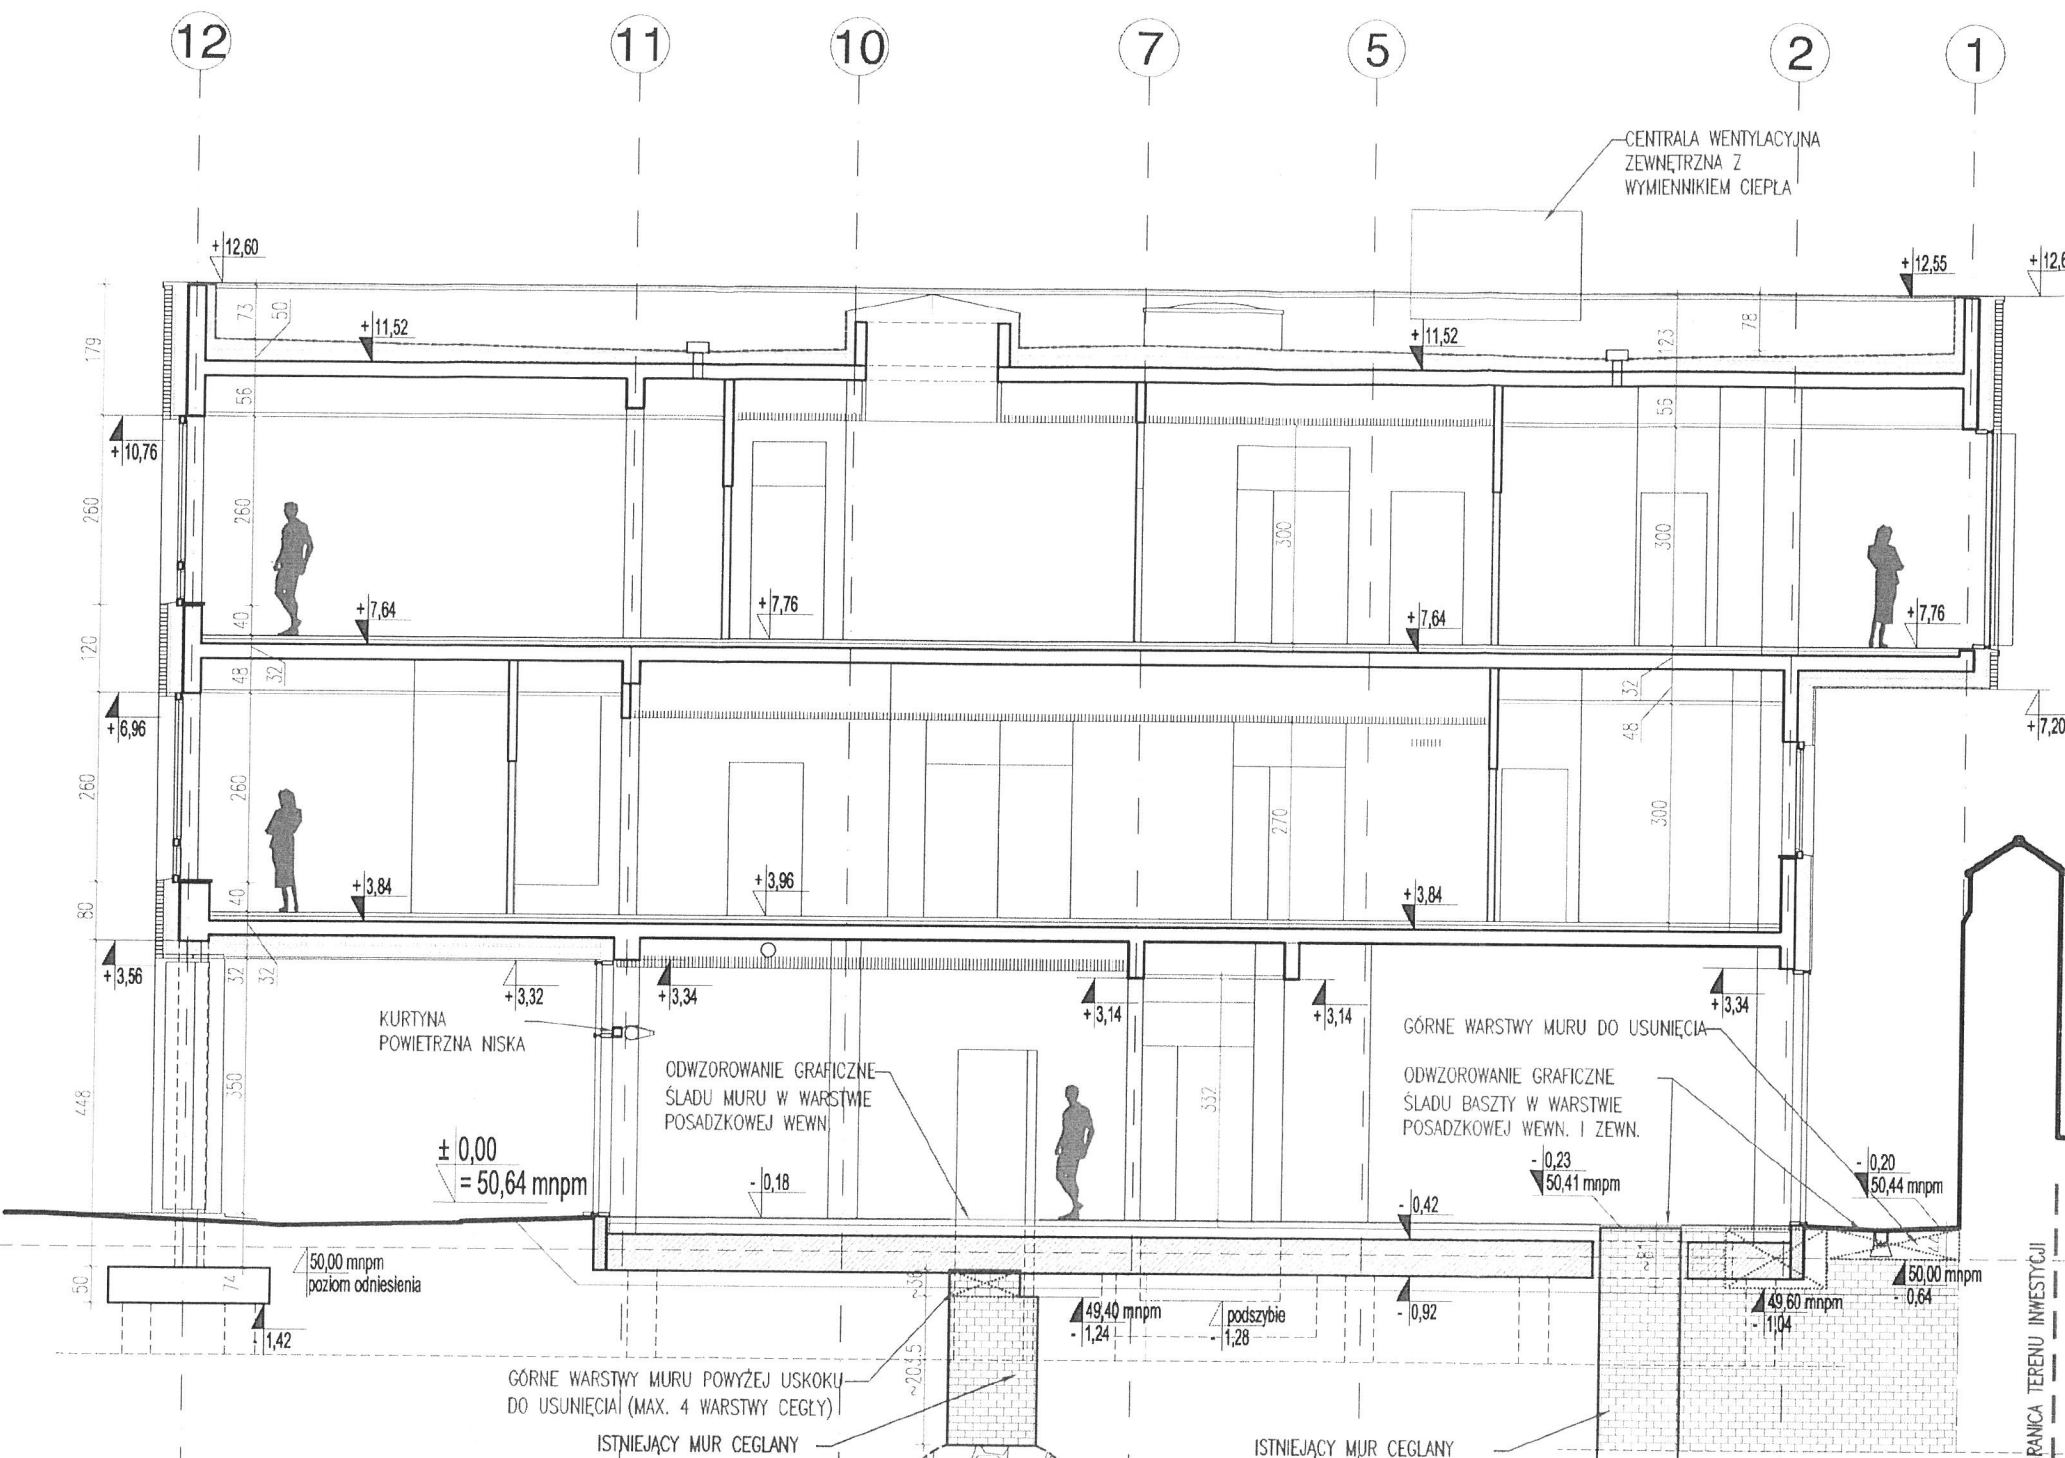 12
11
10
7
5
2
1
CENTRALA WENTYLACYJNA
ZEWNĘTRZNA Z
WYMIENNIKIEM CIEPŁA
+ 12,60
+ 12,55
+ 12,6
73
50
+ 11,52
+ 11,52
123
78
179
56
56
+ 10,76
260
260
300
300
40
+ 7,64
+ 7,76
+ 7,64
+ 7,76
120
48
32
32
48
+ 6,96
+ 7,20
260
260
270
300
40
+ 3,84
+ 3,96
+ 3,84
80
+ 3,56
32
32
+ 3,32
+ 3,34
+ 3,14
+ 3,14
+ 3,34
KURTYNA
POWIETRZNA NISKA
GÓRNE WARSTWY MURU DO USUNIĘCIA
ODWZOROWANIE GRAFICZNE
ŚLADU MURU W WARSTWIE
POSADZKOWEJ WEWN.
ODWZOROWANIE GRAFICZNE
ŚLADU BASZTY W WARSTWIE
POSADZKOWEJ WEWN. I ZEWN.
448
350
332
± 0,00
= 50,64 mnpm
- 0,18
- 0,23
50,41 mnpm
- 0,20
50,44 mnpm
- 0,42
50,00 mnpm
poziom odniesienia
50
74
- 1,42
~36
~81
49,40 mnpm
- 1,24
podszybie
- 1,28
- 0,92
49,60 mnpm
- 1,04
50,00 mnpm
- 0,64
~203.5
GÓRNE WARSTWY MURU POWYŻEJ USKOKU
DO USUNIĘCIA (MAX. 4 WARSTWY CEGŁY)
ISTNIEJĄCY MUR CEGLANY
ISTNIEJĄCY MUR CEGLANY
RANICA TERENU INWESTYCJI